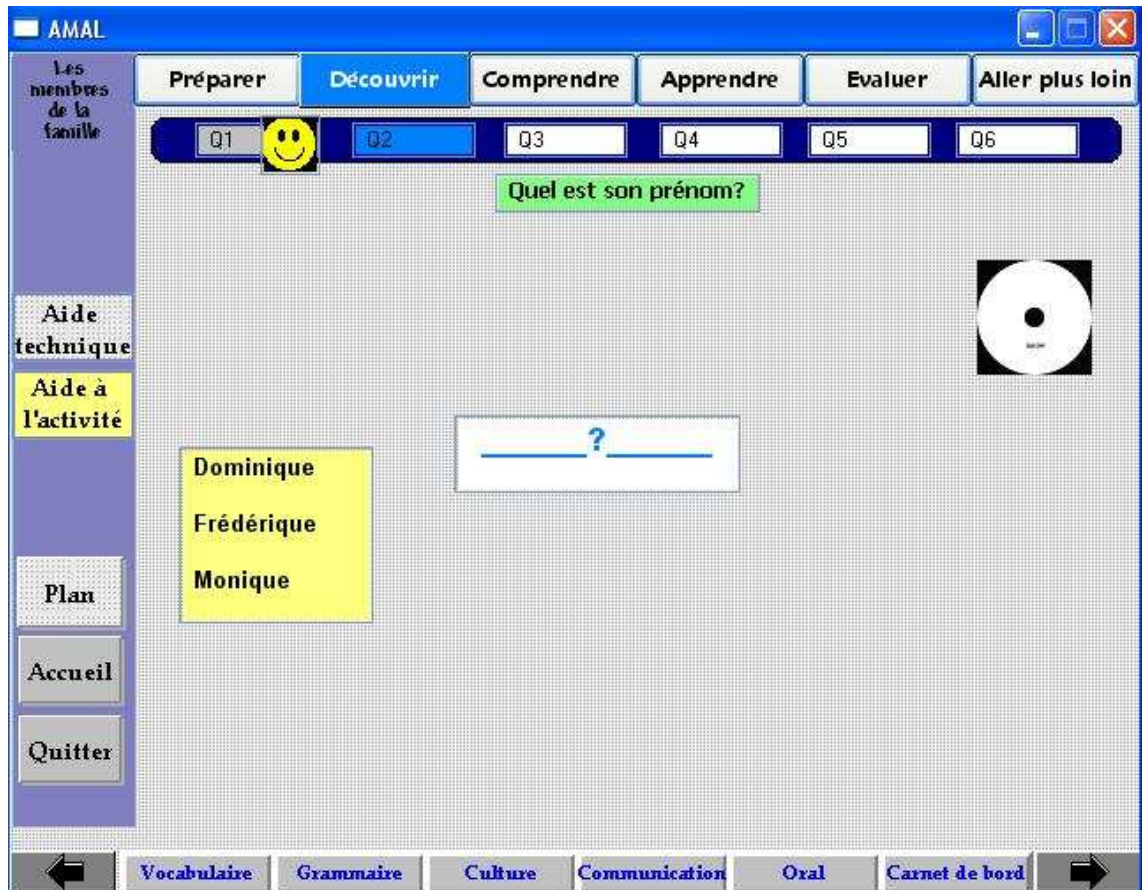 AMAL
Les
membres
de la
famille
Préparer
Découvrir
Comprendre
Apprendre
Evaluer
Aller plus loin
Q1
Q2
Q3
Q4
Q5
Q6
Quel est son prénom?
Aide
technique
Aide à
l'activité
______?______
Dominique
Frédérique
Monique
Plan
Accueil
Quitter
Vocabulaire
Grammaire
Culture
Communication
Oral
Carnet de bord